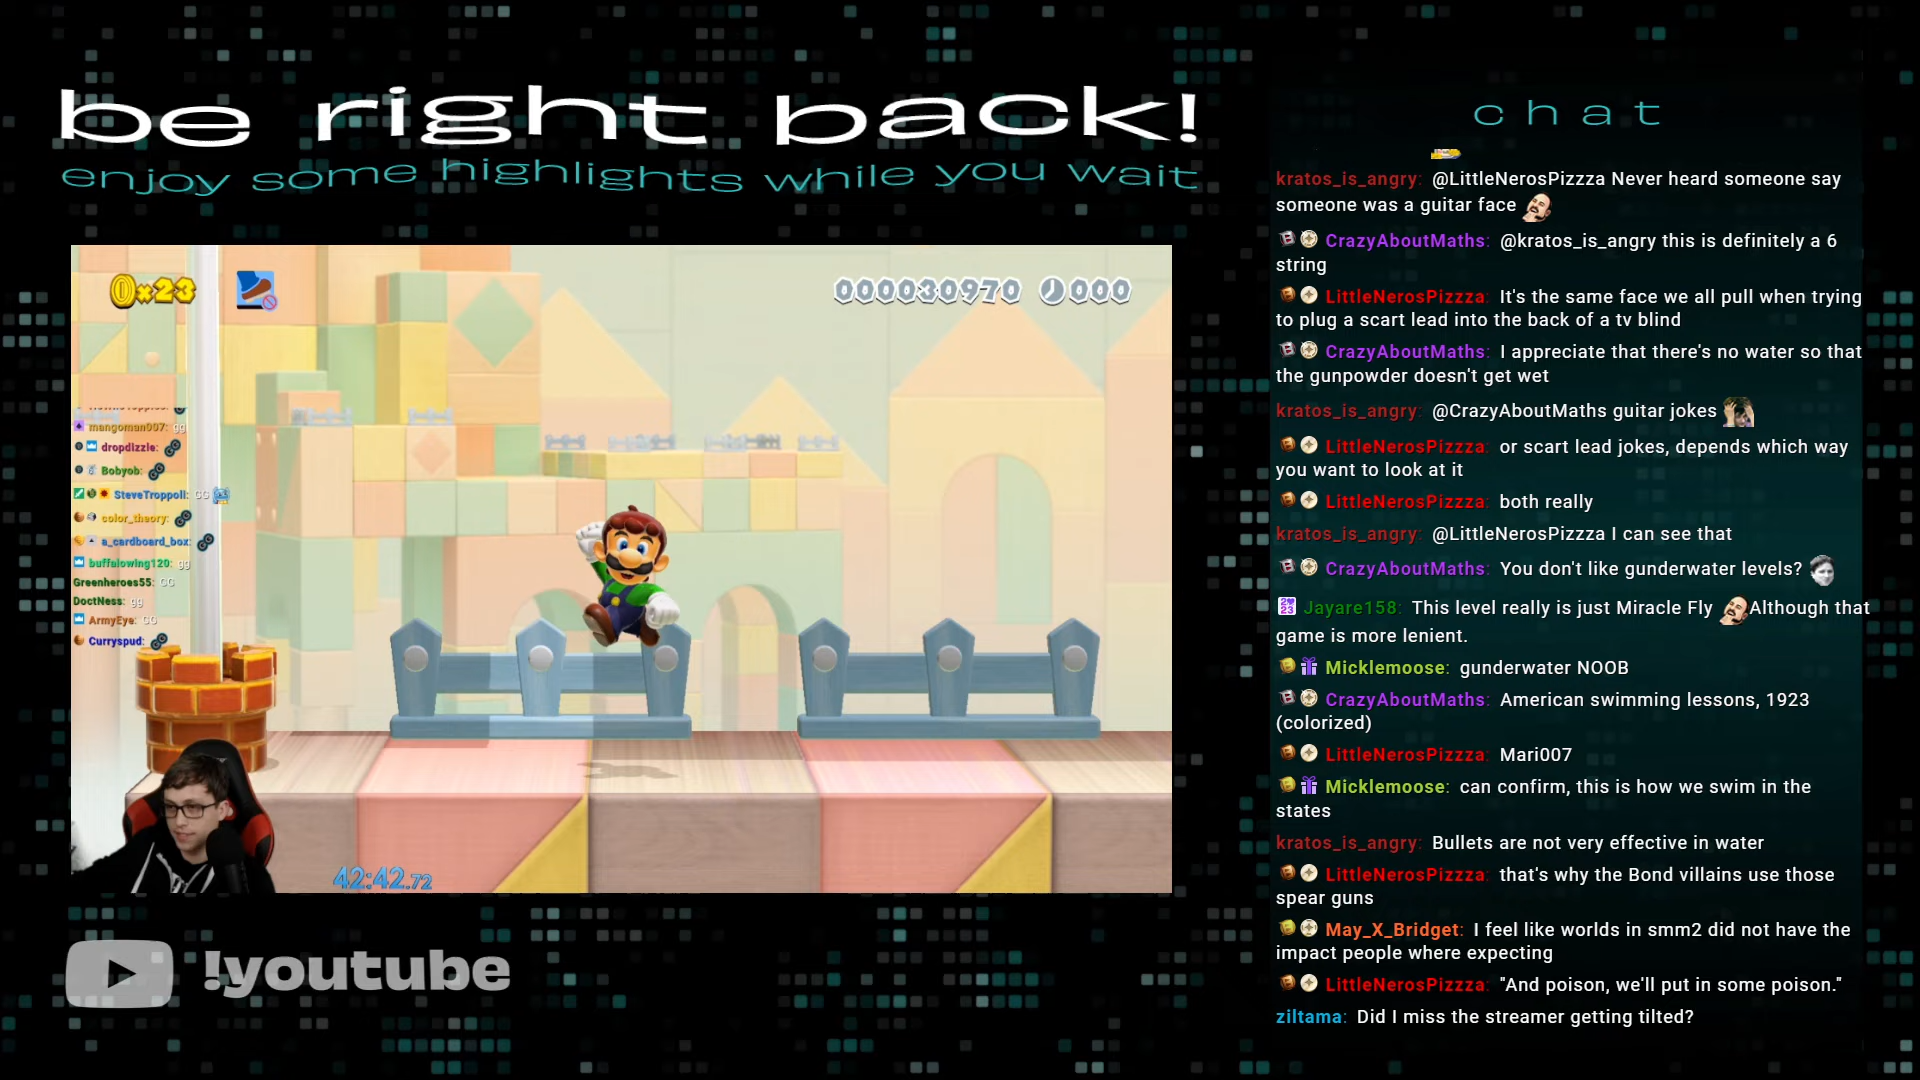 be right back!
enjoy some highlights while you wait
0×23
0000030970 000
mangoman007: gg
dropdizzle:
Bobyob:
SteveTroppoli: GG
color_theory:
a_cardboard_box:
buffalowing120: gg
Greenheroes55: GG
DoctNess: gg
ArmyEye: GG
Curryspud:
42:42.72
!youtube
chat
kratos_is_angry: @LittleNerosPizzza Never heard someone say
someone was a guitar face
CrazyAboutMaths: @kratos_is_angry this is definitely a 6
string
LittleNerosPizzza: It's the same face we all pull when trying
to plug a scart lead into the back of a tv blind
CrazyAboutMaths: I appreciate that there's no water so that
the gunpowder doesn't get wet
kratos_is_angry: @CrazyAboutMaths guitar jokes
LittleNerosPizzza: or scart lead jokes, depends which way
you want to look at it
LittleNerosPizzza: both really
kratos_is_angry: @LittleNerosPizzza I can see that
CrazyAboutMaths: You don't like gunderwater levels?
Jayare158: This level really is just Miracle Fly Although that
game is more lenient.
Micklemoose: gunderwater NOOB
CrazyAboutMaths: American swimming lessons, 1923
(colorized)
LittleNerosPizzza: Mari007
Micklemoose: can confirm, this is how we swim in the
states
kratos_is_angry: Bullets are not very effective in water
LittleNerosPizzza: that's why the Bond villains use those
spear guns
May_X_Bridget: I feel like worlds in smm2 did not have the
impact people where expecting
LittleNerosPizzza: "And poison, we'll put in some poison."
ziltama: Did I miss the streamer getting tilted?